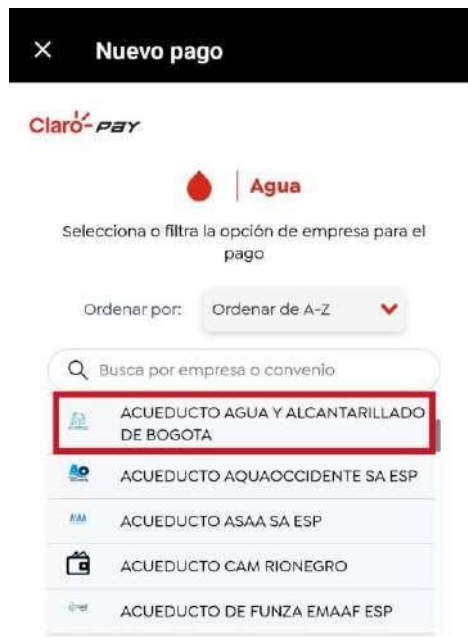 Nuevo pago
Claro- pay
Agua
Selecciona o filtra la opción de empresa para el
pago
Ordenar por:
Ordenar de A-Z
Busca por empresa o convenio
ACUEDUCTO AGUA Y ALCANTARILLADO
DE BOGOTA
ACUEDUCTO AQUAOCCIDENTE SA ESP
ACUEDUCTO ASAA SA ESP
ACUEDUCTO CAM RIONEGRO
ACUEDUCTO DE FUNZA EMAAF ESP